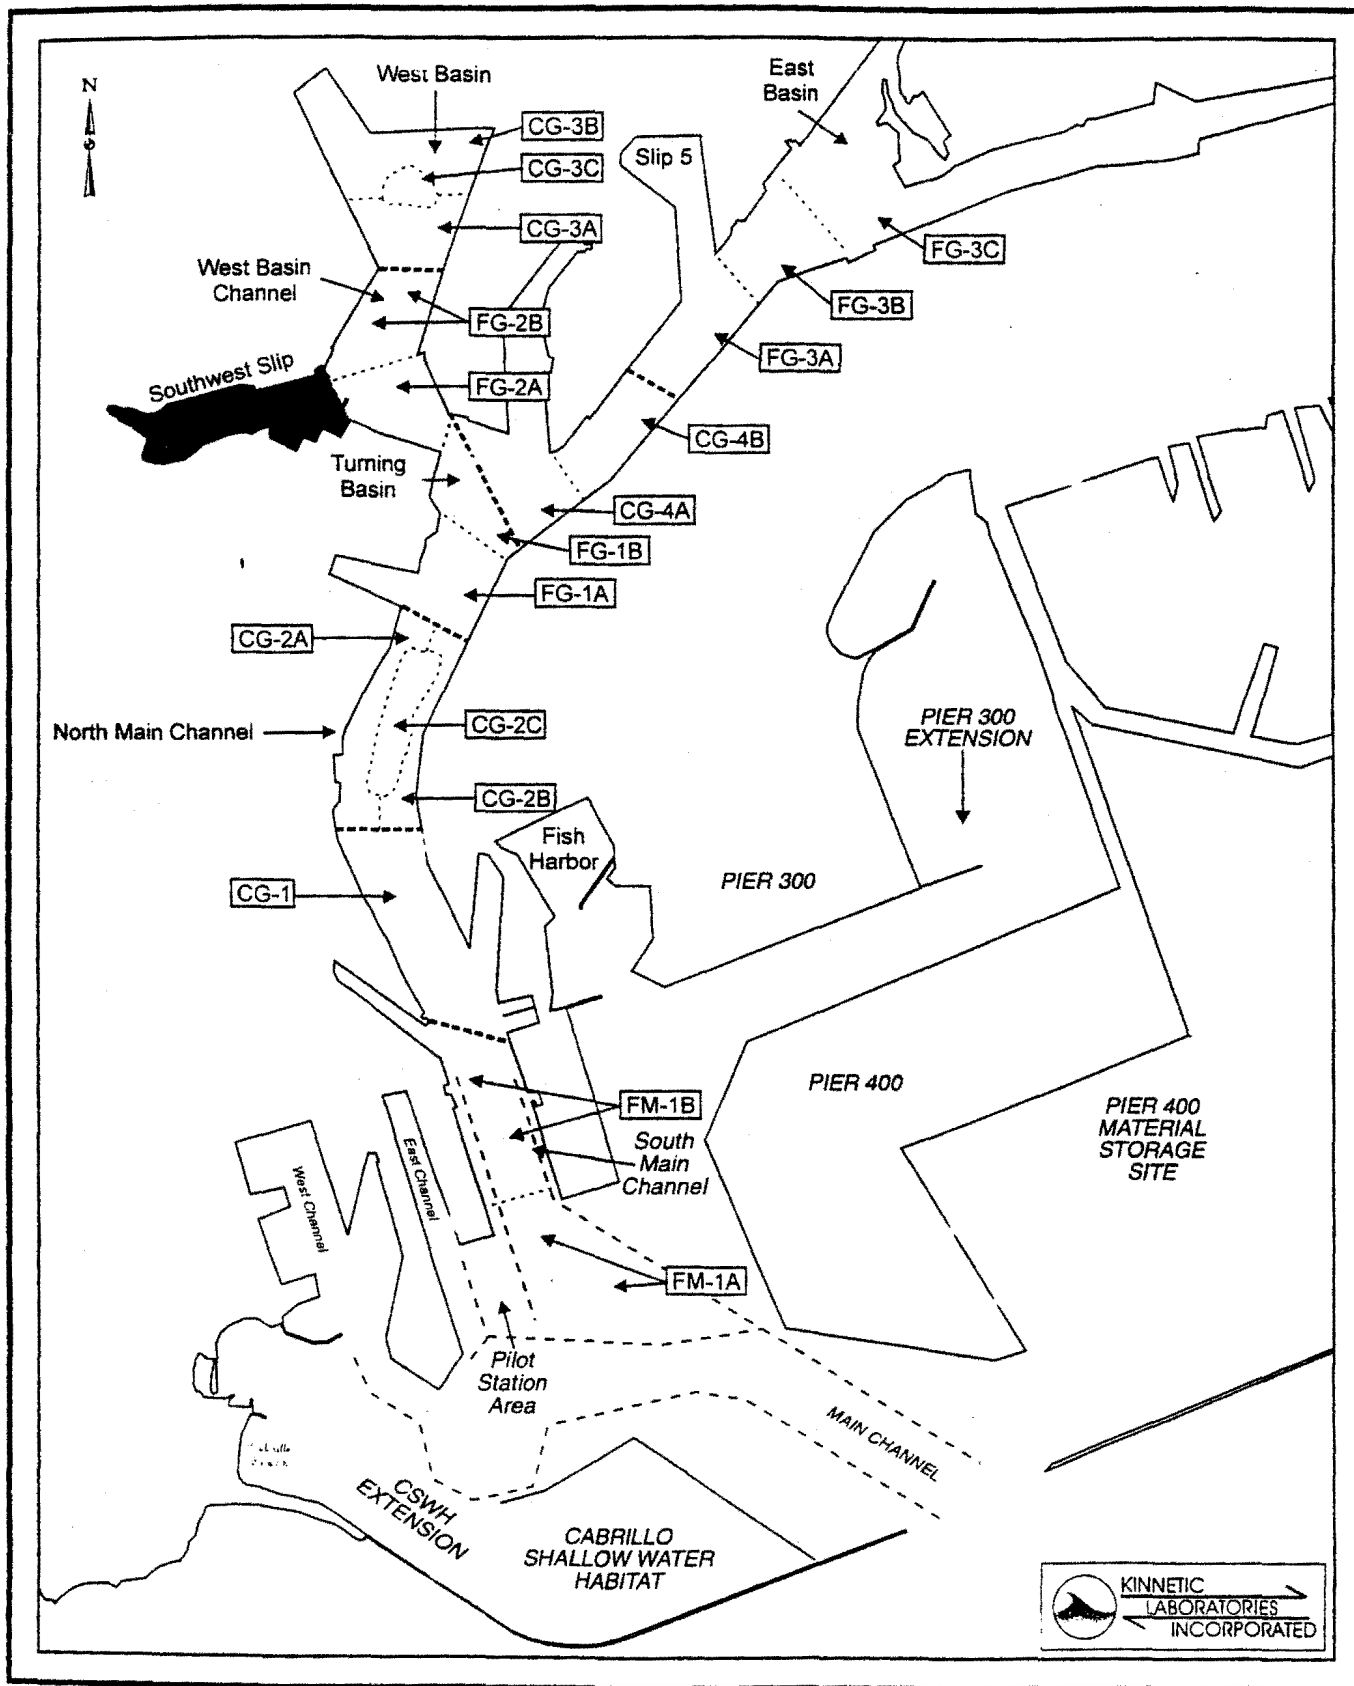 N
West Basin
East
Basin
CG-3B
CG-3C
Slip 5
CG-3A
FG-3C
West Basin
Channel
FG-3B
FG-2B
FG-3A
Southwest Slip
FG-2A
CG-4B
Turning
Basin
CG-4A
FG-1B
FG-1A
CG-2A
CG-2C
North Main Channel
PIER 300
EXTENSION
CG-2B
Fish
Harbor
PIER 300
CG-1
PIER 400
FM-1B
PIER 400
MATERIAL
STORAGE
SITE
South
Main
Channel
East Channel
West Channel
FM-1A
Pilot
Station
Area
MAIN CHANNEL
CSWH
EXTENSION
CABRILLO
SHALLOW WATER
HABITAT
KINNETIC
LABORATORIES
INCORPORATED